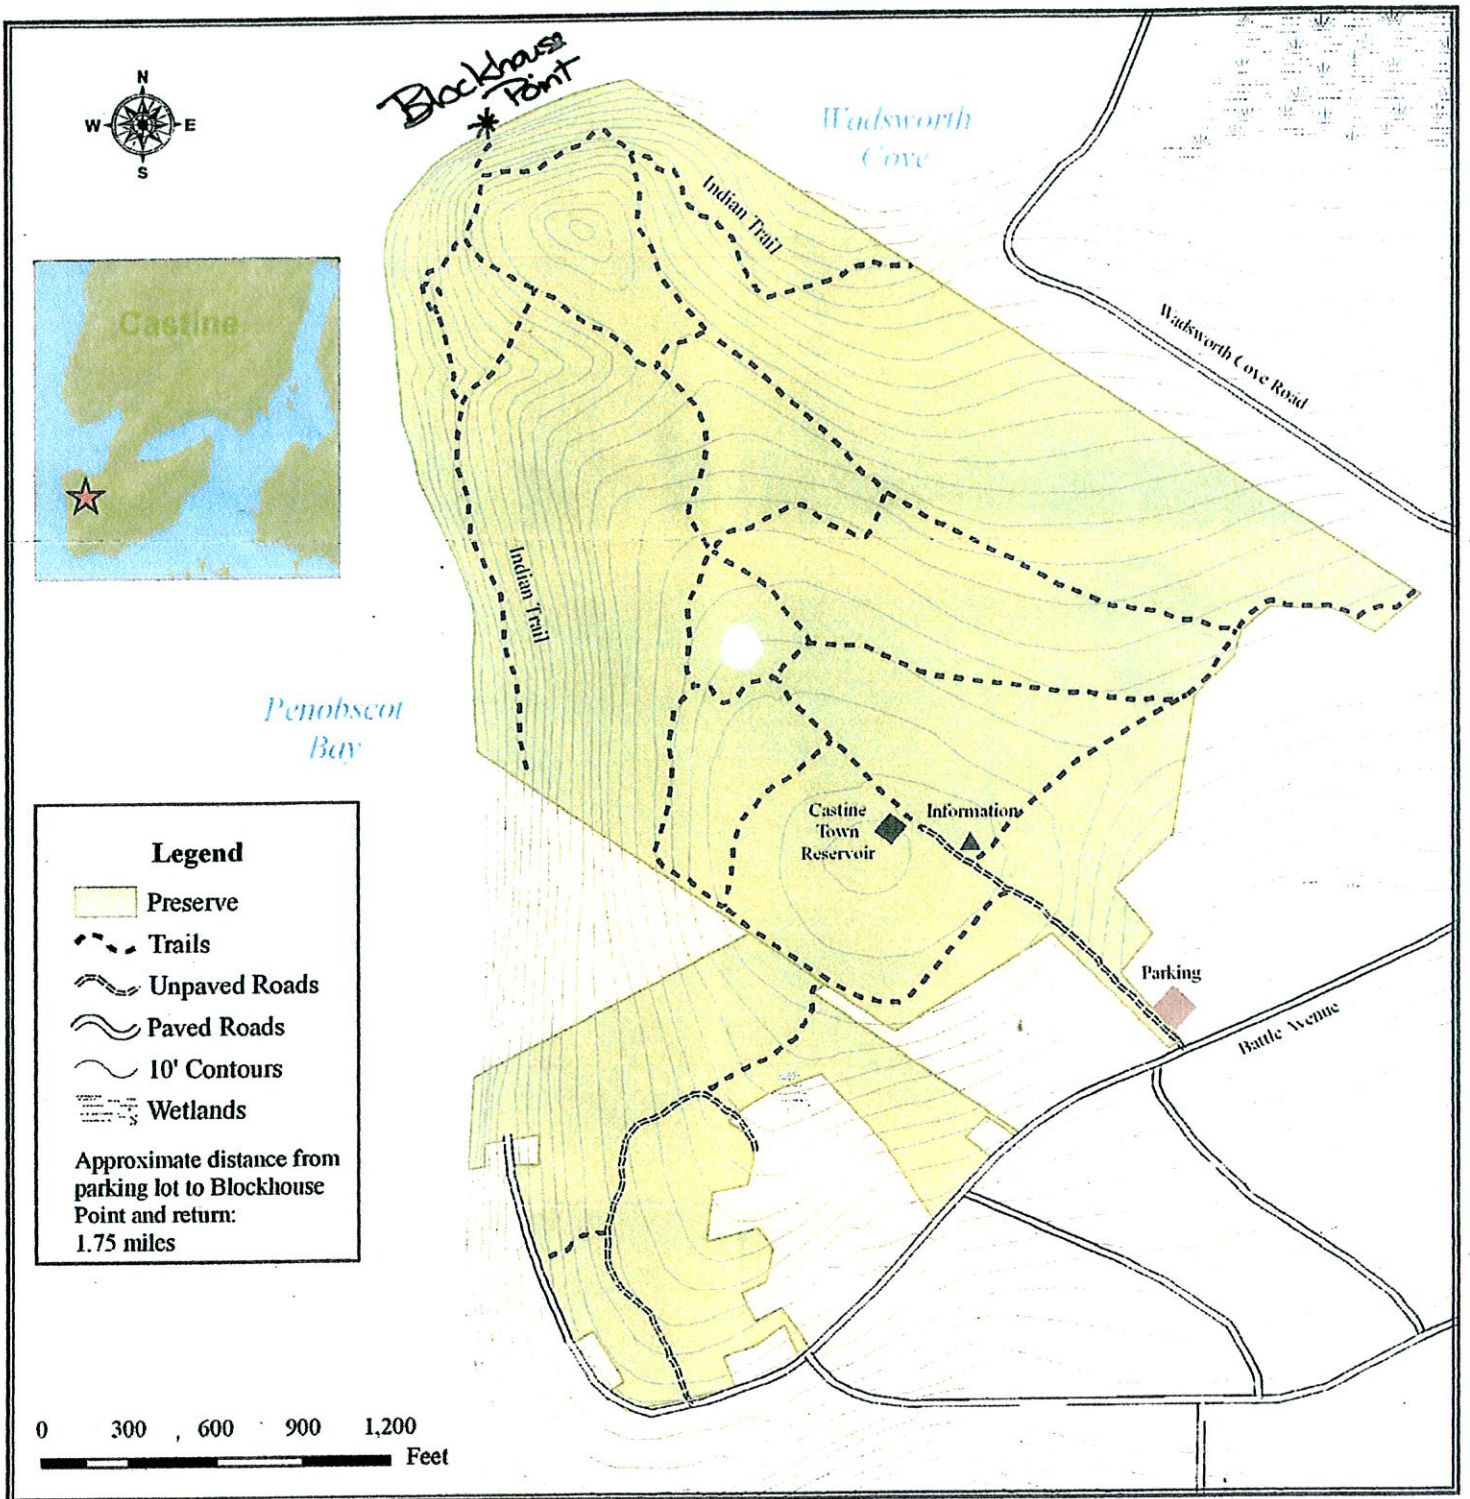 Blockhouse
Point
N
W
E
S
Wadsworth
Cove
Indian Trail
Castine
Wadsworth Cove Road
Indian Trail
Penobscot
Bay
Castine
Town
Reservoir
Information
Parking
Battle Avenue
Legend
Preserve
Trails
Unpaved Roads
Paved Roads
10' Contours
Wetlands
Approximate distance from
parking lot to Blockhouse
Point and return:
1.75 miles
0 300 600 900 1,200
Feet